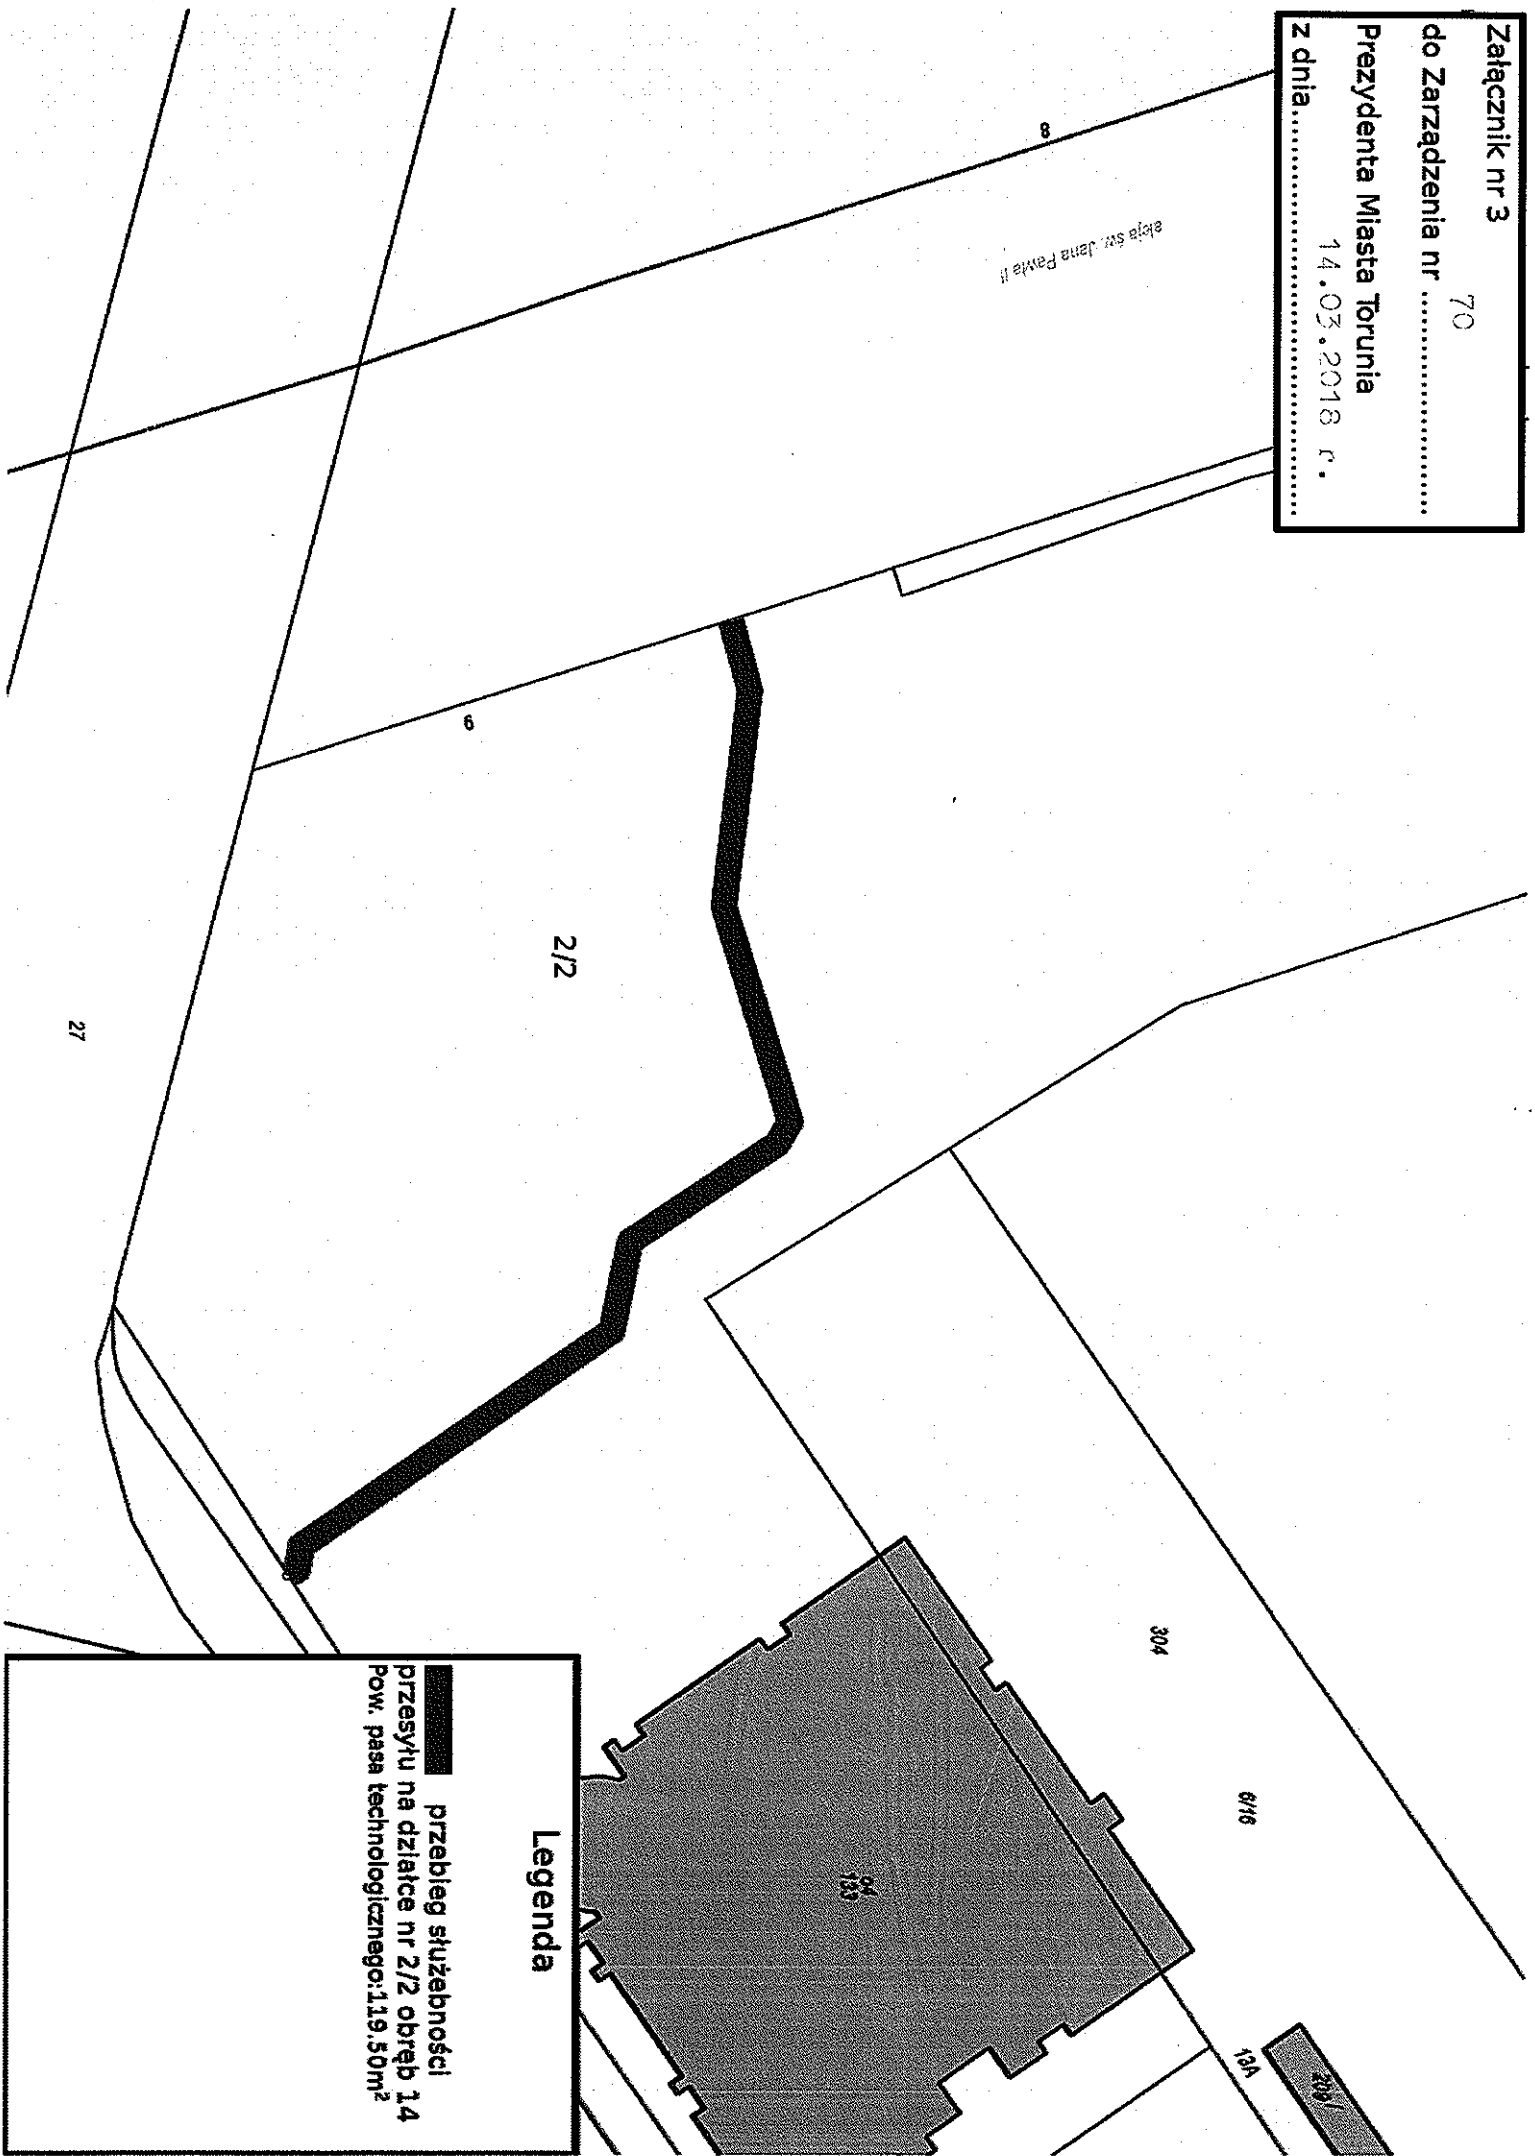 Załącznik nr 3
do Zarządzenia nr 70
Prezydenta Miasta Torunia
z dnia 14.03.2018 r.
8
aleja św. Jana Pawła II
6
2/2
27
304
6/16
13A
Legenda
przebieg służebności
przesyłu na działce nr 2/2 obręb 14
Pow. pasa technologicznego:119.50m²